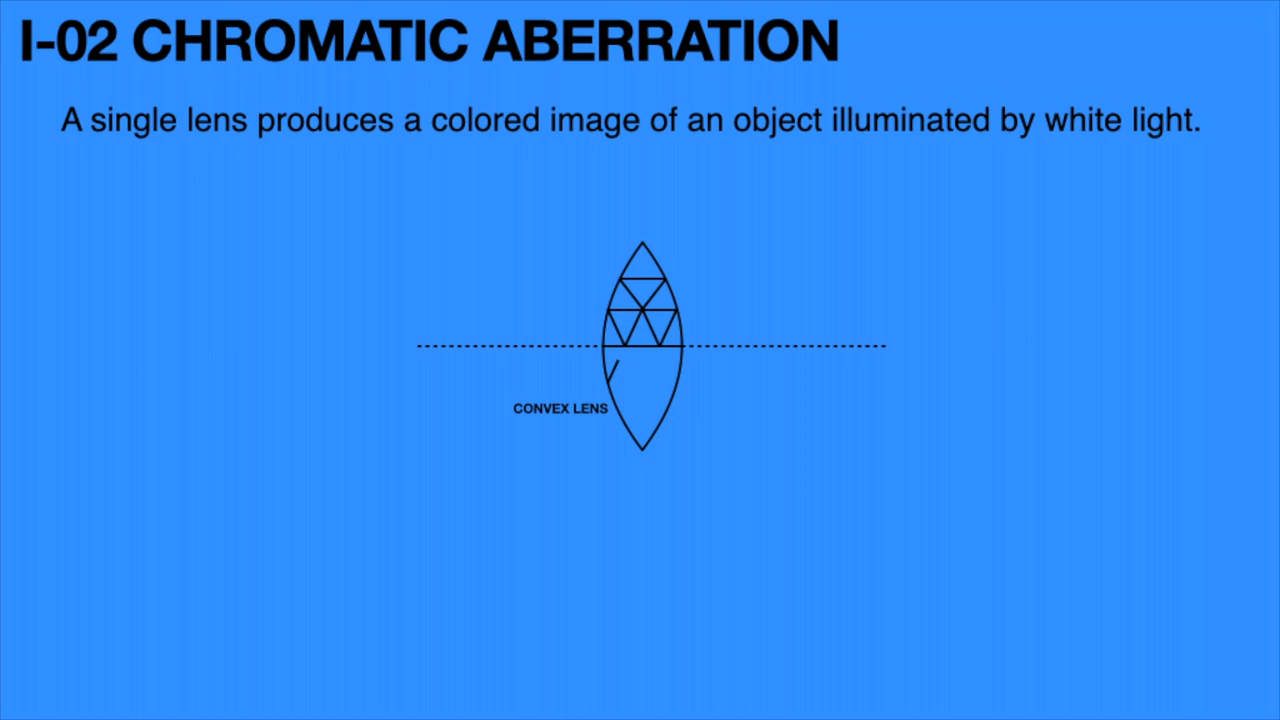 I-02 CHROMATIC ABERRATION
A single lens produces a colored image of an object illuminated by white light.
CONVEX LENS